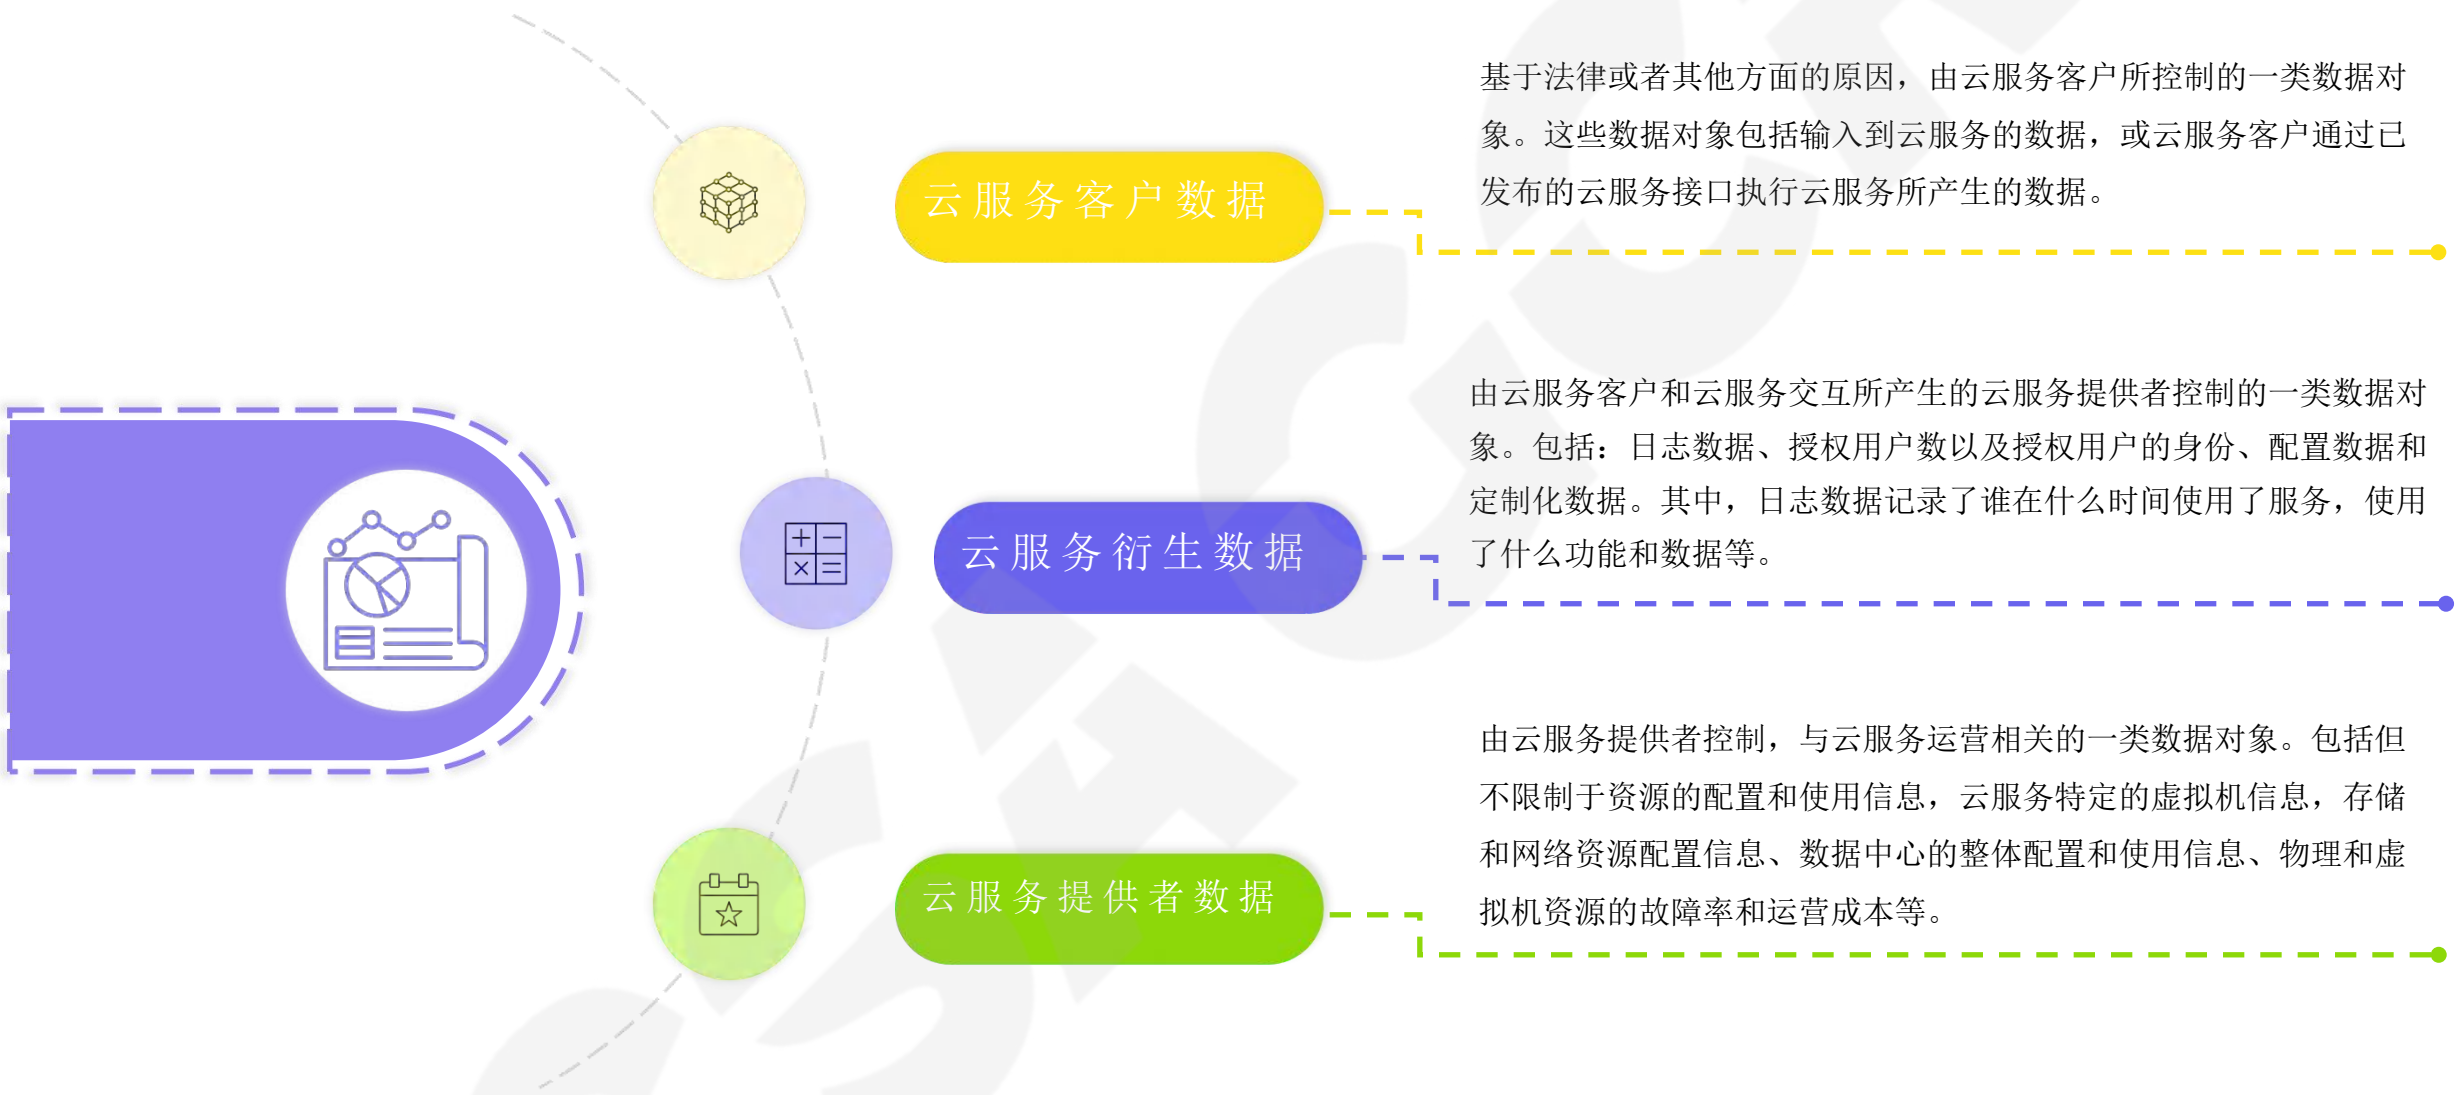 云服务客户数据
基于法律或者其他方面的原因，由云服务客户所控制的一类数据对
象。这些数据对象包括输入到云服务的数据，或云服务客户通过已
发布的云服务接口执行云服务所产生的数据。
云服务衍生数据
由云服务客户和云服务交互所产生的云服务提供者控制的一类数据对
象。包括：日志数据、授权用户数以及授权用户的身份、配置数据和
定制化数据。其中，日志数据记录了谁在什么时间使用了服务，使用
了什么功能和数据等。
云服务提供者数据
由云服务提供者控制，与云服务运营相关的一类数据对象。包括但
不限制于资源的配置和使用信息，云服务特定的虚拟机信息，存储
和网络资源配置信息、数据中心的整体配置和使用信息、物理和虚
拟机资源的故障率和运营成本等。